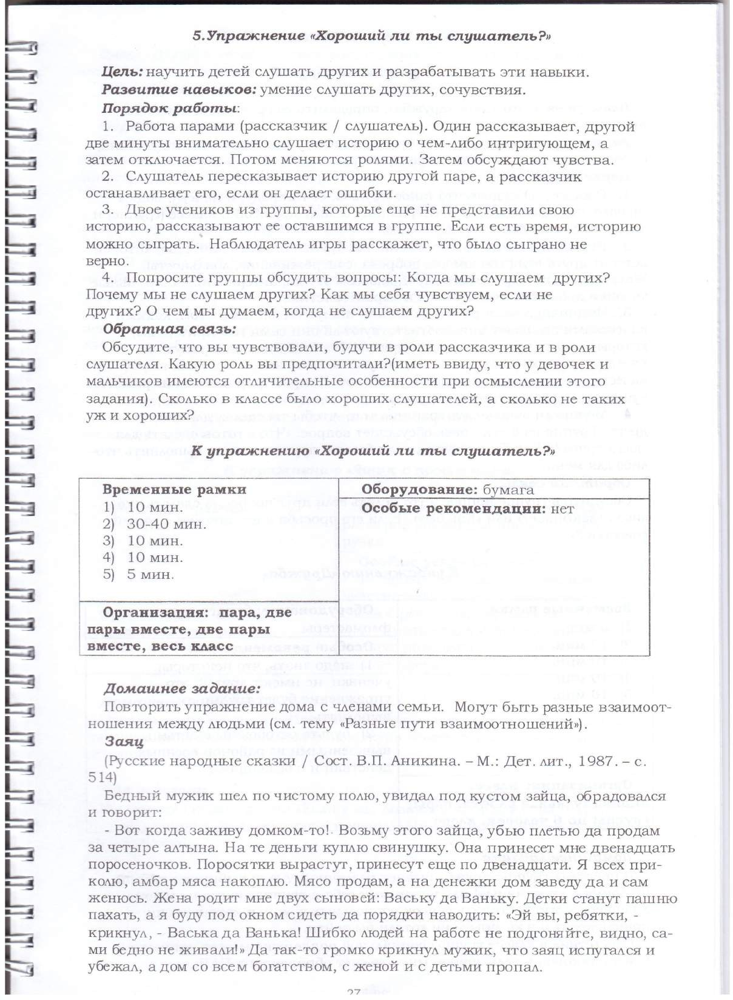 5.Упражнение «Хороший ли ты слушатель?»
Цель: научить детей слушать других и разрабатывать эти навыки.
Развитие навыков: умение слушать других, сочувствия.
Порядок работы:
1. Работа парами (рассказчик / слушатель). Один рассказывает, другой
две минуты внимательно слушает историю о чем-либо интригующем, а
затем отключается. Потом меняются ролями. Затем обсуждают чувства.
2. Слушатель пересказывает историю другой паре, а рассказчик
останавливает его, если он делает ошибки.
3. Двое учеников из группы, которые еще не представили свою
историю, рассказывают ее оставшимся в группе. Если есть время, историю
можно сыграть. Наблюдатель игры расскажет, что было сыграно не
верно.
4. Попросите группы обсудить вопросы: Когда мы слушаем других?
Почему мы не слушаем других? Как мы себя чувствуем, если не
других? О чем мы думаем, когда не слушаем других?
Обратная связь:
Обсудите, что вы чувствовали, будучи в роли рассказчика и в роли
слушателя. Какую роль вы предпочитали?(иметь ввиду, что у девочек и
мальчиков имеются отличительные особенности при осмыслении этого
задания). Сколько в классе было хороших слушателей, а сколько не таких
уж и хороших?
К упражнению «Хороший ли ты слушатель?»
Временные рамки
1) 10 мин.
2) 30-40 мин.
3) 10 мин.
4) 10 мин.
5) 5 мин.
Оборудование: бумага
Особые рекомендации: нет
Организация: пара, две
пары вместе, две пары
вместе, весь класс
Домашнее задание:
Повторить упражнение дома с членами семьи. Могут быть разные взаимоот-
ношения между людьми (см. тему «Разные пути взаимоотношений»).
Заяц
(Русские народные сказки / Сост. В.П. Аникина. – М.: Дет. лит., 1987. – с.
514)
Бедный мужик шел по чистому полю, увидал под кустом зайца, обрадовался
и говорит:
- Вот когда заживу домком-то!. Возьму этого зайца, убью плетью да продам
за четыре алтына. На те деньги куплю свинушку. Она принесет мне двенадцать
поросеночков. Поросятки вырастут, принесут еще по двенадцати. Я всех при-
колю, амбар мяса накоплю. Мясо продам, а на денежки дом заведу да и сам
женюсь. Жена родит мне двух сыновей: Ваську да Ваньку. Детки станут пашню
пахать, а я буду под окном сидеть да порядки наводить: «Эй вы, ребятки, -
крикнул, - Васька да Ванька! Шибко людей на работе не подгоняйте, видно, са-
ми бедно не живали!» Да так-то громко крикнул мужик, что заяц испугался и
убежал, а дом со всем богатством, с женой и с детьми пропал.
27